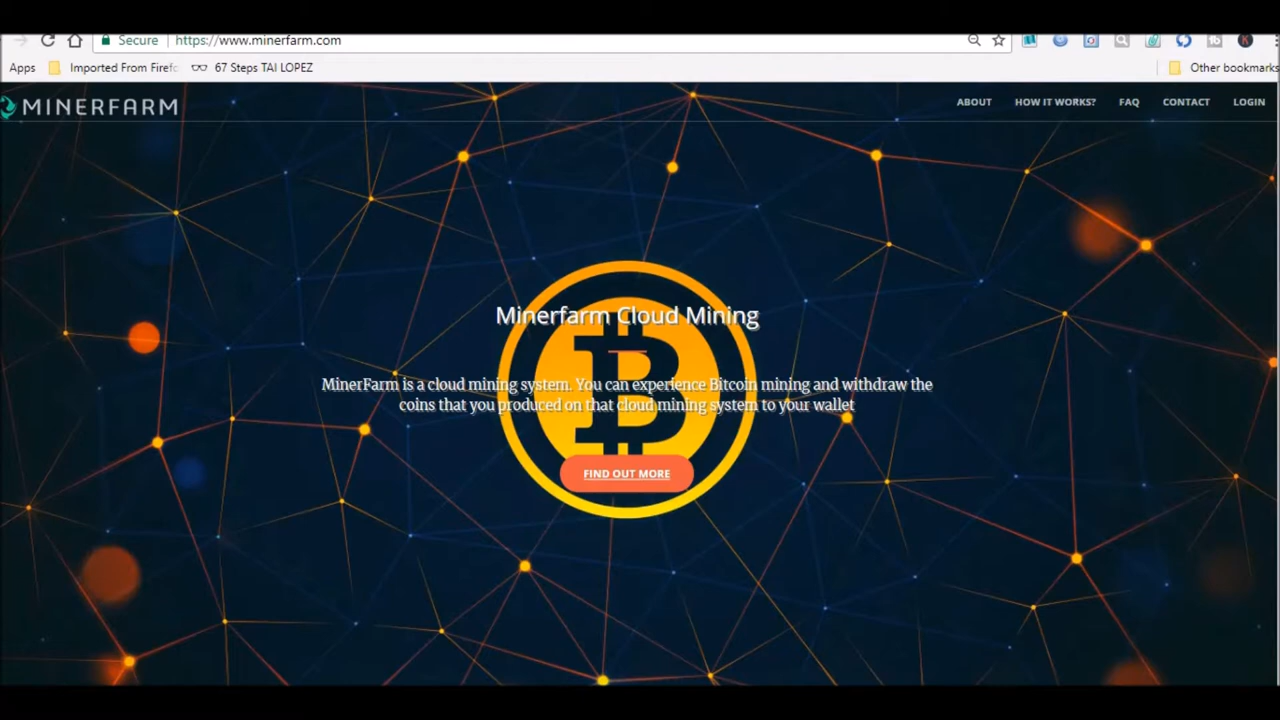 Secure https://www.minerfarm.com
Apps Imported From Firefo 67 Steps TAI LOPEZ Other bookmarks
MINERFARM ABOUT HOW IT WORKS? FAQ CONTACT LOGIN
Minerfarm Cloud Mining
MinerFarm is a cloud mining system. You can experience Bitcoin mining and withdraw the
coins that you produced on that cloud mining system to your wallet
FIND OUT MORE